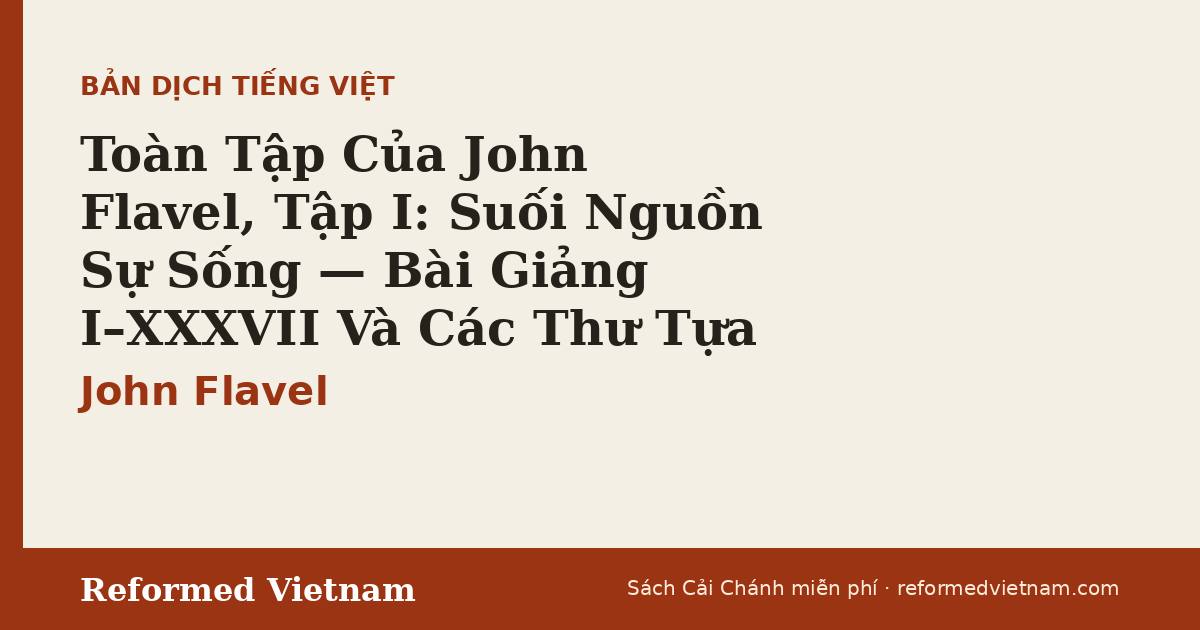 BẢN DỊCH TIẾNG VIỆT
Toàn Tập Của John
Flavel, Tập I: Suối Nguồn
Sự Sống — Bài Giảng
I–XXXVII Và Các Thư Tựa
John Flavel
Reformed Vietnam
Sách Cải Chánh miễn phí · reformedvietnam.com